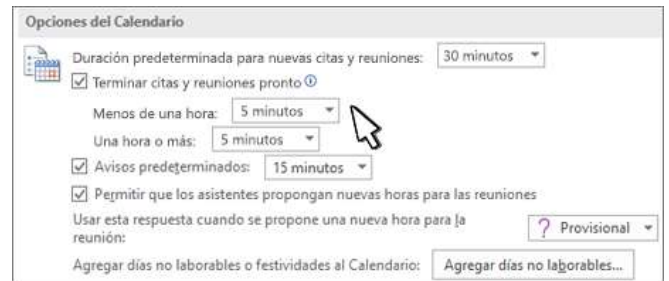 Opciones del Calendario
Duración predeterminada para nuevas citas y reuniones: 30 minutos
Terminar citas y reuniones pronto
Menos de una hora: 5 minutos
Una hora o más: 5 minutos
Avisos predeterminados: 15 minutos
Permitir que los asistentes propongan nuevas horas para las reuniones
Usar esta respuesta cuando se propone una nueva hora para la
reunión:
? Provisional
Agregar días no laborables o festividades al Calendario: Agregar días no laborables...